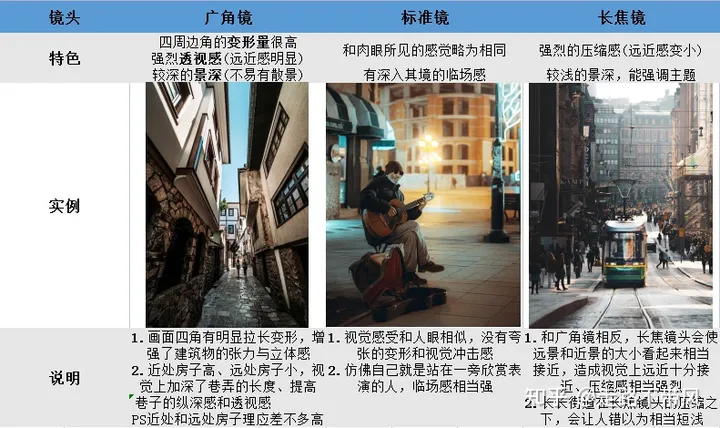 镜头
广角镜
标准镜
长焦镜
特色
四周边角的变形量很高
强烈透视感(远近感明显)
较深的景深(不易有散景)
和肉眼所见的感觉略为相同
有深入其境的临场感
强烈的压缩感(远近感变小)
较浅的景深，能强调主题
实例
说明
1. 画面四角有明显拉长变形，增
强了建筑物的张力与立体感
2. 近处房子高、远处房子小，视
觉上加深了巷弄的长度、提高
巷子的纵深感和透视感
PS近处和远处房子理应差不多高
1. 视觉感受和人眼相似，没有夸
张的变形和视觉冲击感
2. 仿佛自己就是站在一旁欣赏表
演的人，临场感相当强
1. 和广角镜相反，长焦镜头会使
远景和近景的大小看起来相当
接近，造成视觉上远近十分接
近、压缩感相当强烈
2. 长长街道在长焦镜头的压缩之
下，会让人错以为相当短浅
知乎